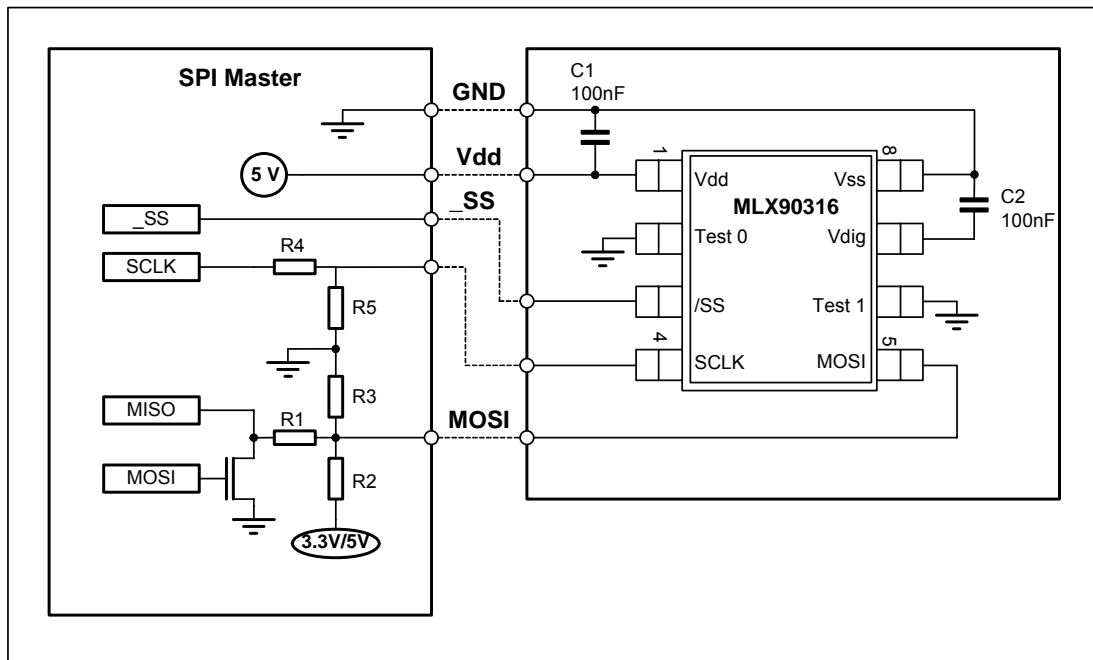 SPI Master
GND
Vdd
_SS
MOSI
5 V
_SS
SCLK
R4
R5
R3
MISO
R1
MOSI
R2
3.3V/5V
C1
100nF
1
8
Vdd
Vss
MLX90316
C2
100nF
Test 0
Vdig
/SS
Test 1
4
5
SCLK
MOSI